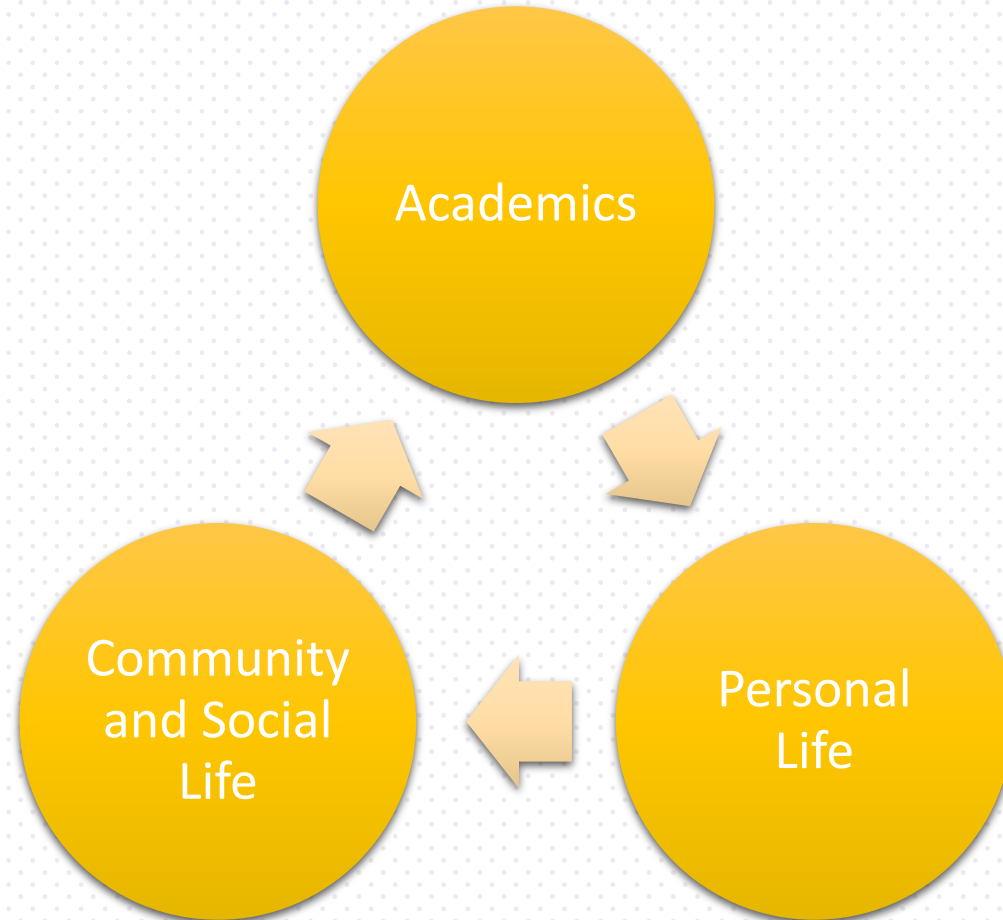 Academics
Community
and Social
Life
Personal
Life